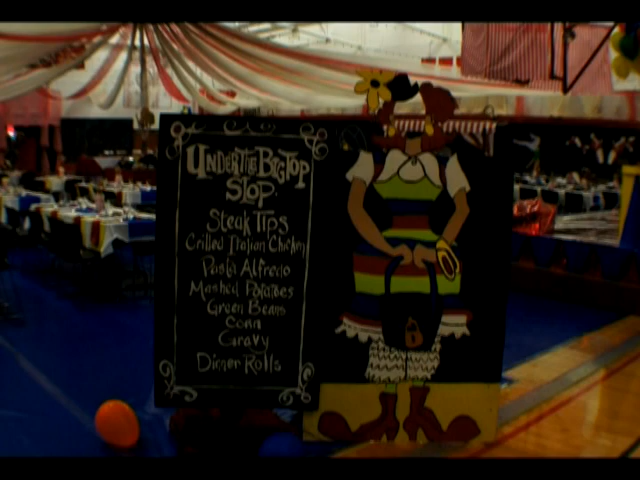 UNDER THE BIG TOP
SLOP
Steak Tips
Grilled Italian Chicken
Pasta Alfredo
Mashed Potatoes
Green Beans
Corn
Gravy
Dinner Rolls